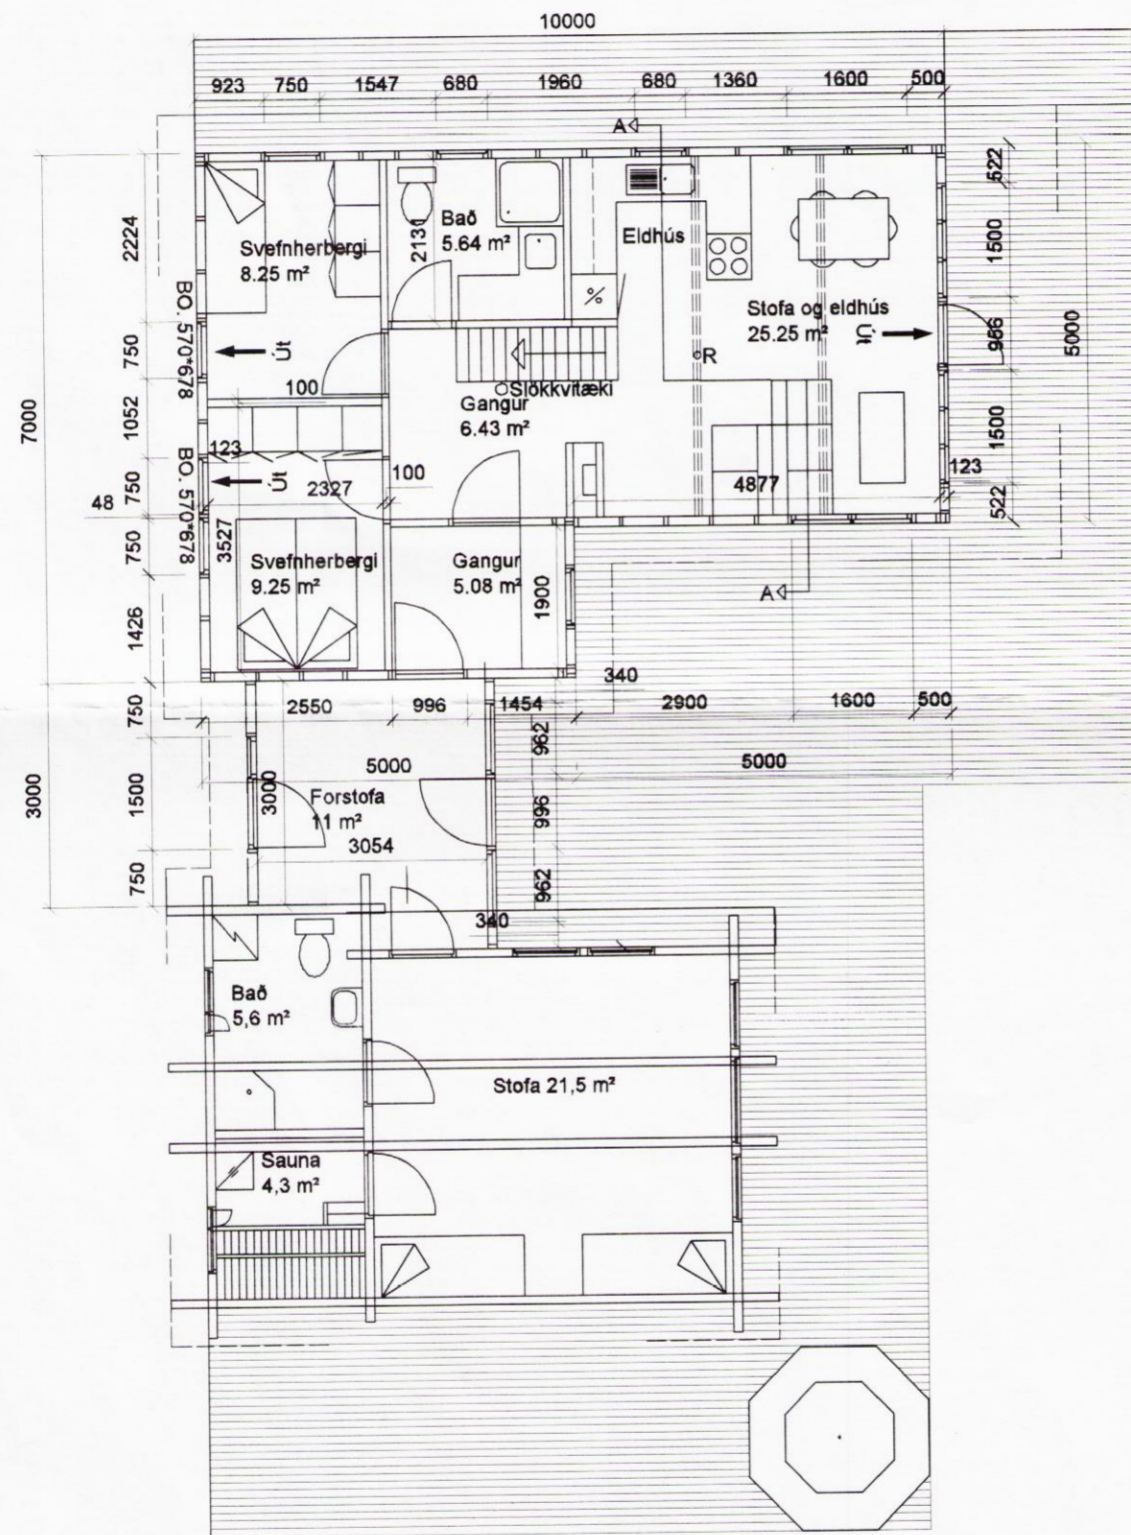 10000
923 750 1547 680 1960 680 1360 1600 500
A
522
2224
2130
Bað
5.64 m²
Eldhús
Svefnherbergi
8.25 m²
1500
BO. 570*678
Stofa og eldhús
25.25 m²
Út
986
5000
750
Út
R
100
Slökkvitæki
7000
1052
Gangur
6.43 m²
1500
123
BO. 570*678
100
123
750
Út
2327
4877
48
522
3527
750
Svefnherbergi
9.25 m²
Gangur
5.08 m²
1900
A
1426
340
750
2550 996 1454 2900 1600 500
962
5000
5000
3000
1500
3000
Forstofa
11 m²
996
3054
750
962
340
Bað
5,6 m²
Stofa 21,5 m²
Sauna
4,3 m²